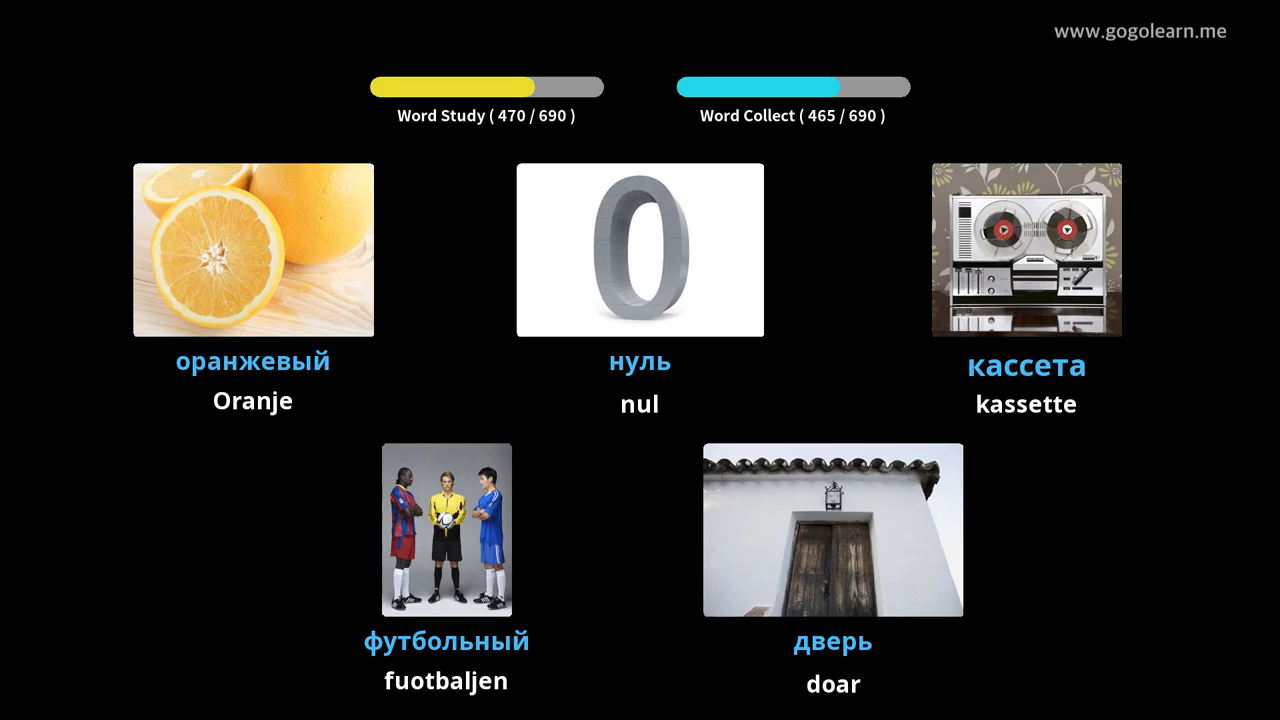 www.gogolearn.me
Word Study ( 470 / 690 )
Word Collect ( 465 / 690 )
оранжевый
Oranje
нуль
nul
кассета
kassette
футбольный
fuotbaljen
дверь
doar